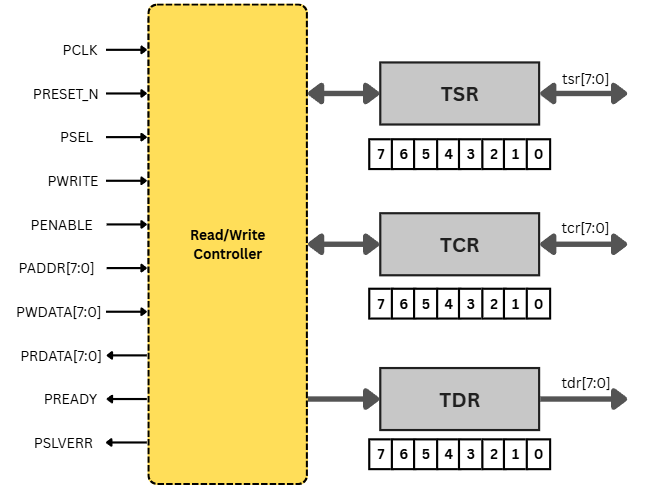 PCLK
PRESET_N
PSEL
PWRITE
PENABLE
PADDR[7:0]
PWDATA[7:0]
PRDATA[7:0]
PREADY
PSLVERR
Read/Write
Controller
TSR
tsr[7:0]
7 6 5 4 3 2 1 0
TCR
tcr[7:0]
7 6 5 4 3 2 1 0
TDR
tdr[7:0]
7 6 5 4 3 2 1 0